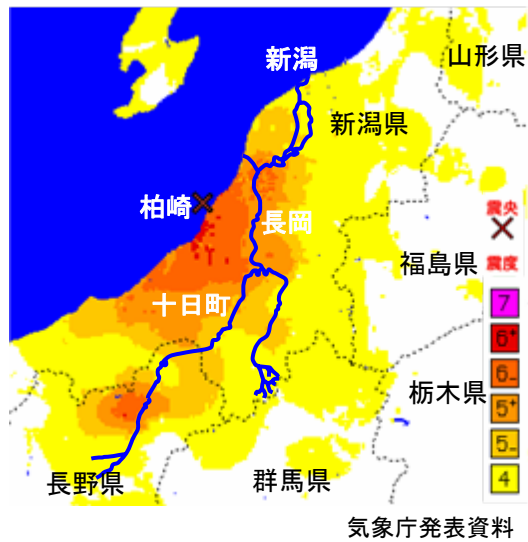 新潟
山形県
新潟県
柏崎
震央
長岡
福島県
震度
7
十日町
6+
6-
栃木県
5+
5-
長野県
群馬県
4
気象庁発表資料